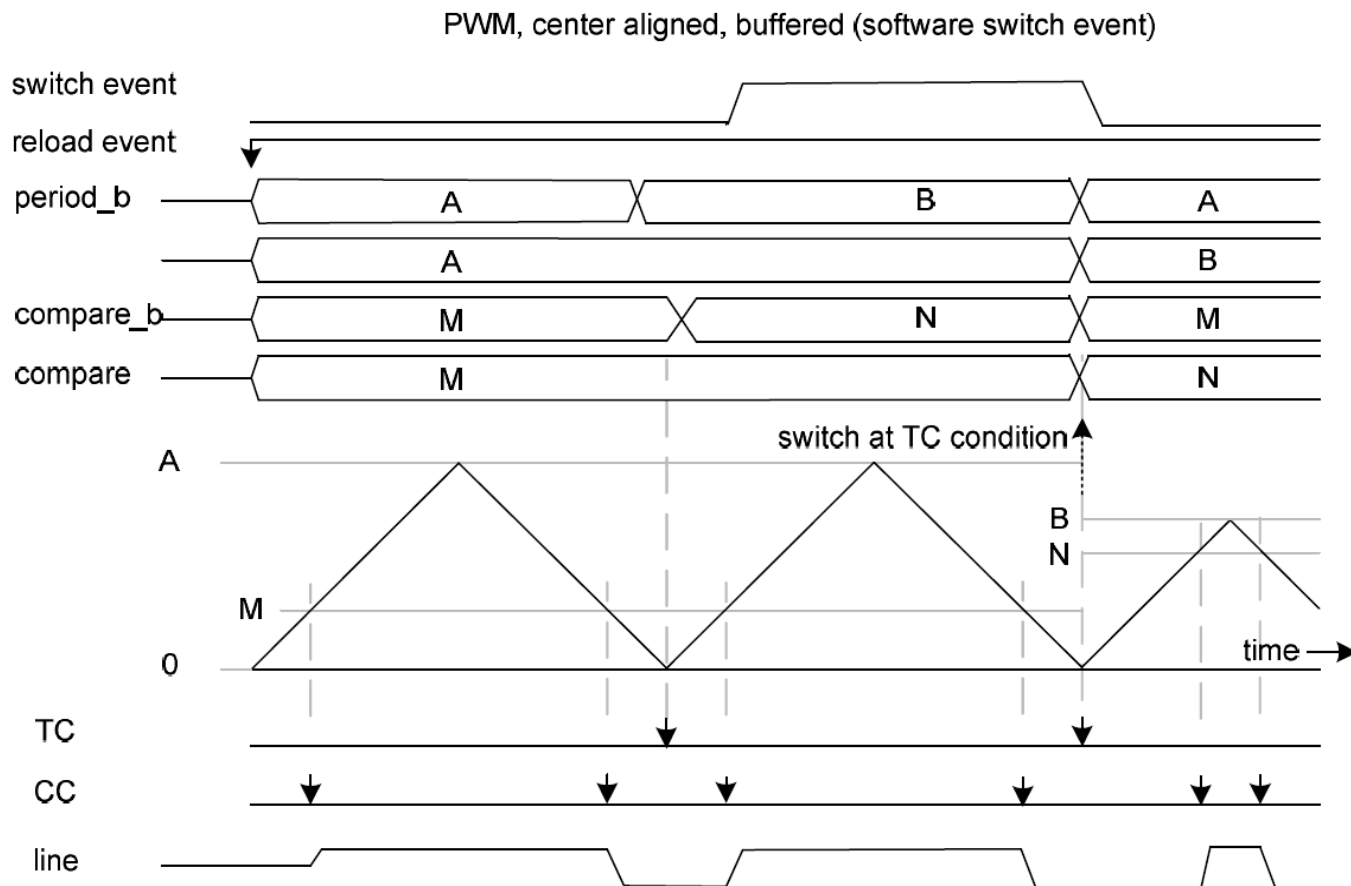 PWM, center aligned, buffered (software switch event)
switch event
reload event
period_b
A
B
A
A
B
compare_b
M
N
M
compare
M
N
switch at TC condition
A
B
N
M
0
time
TC
CC
line